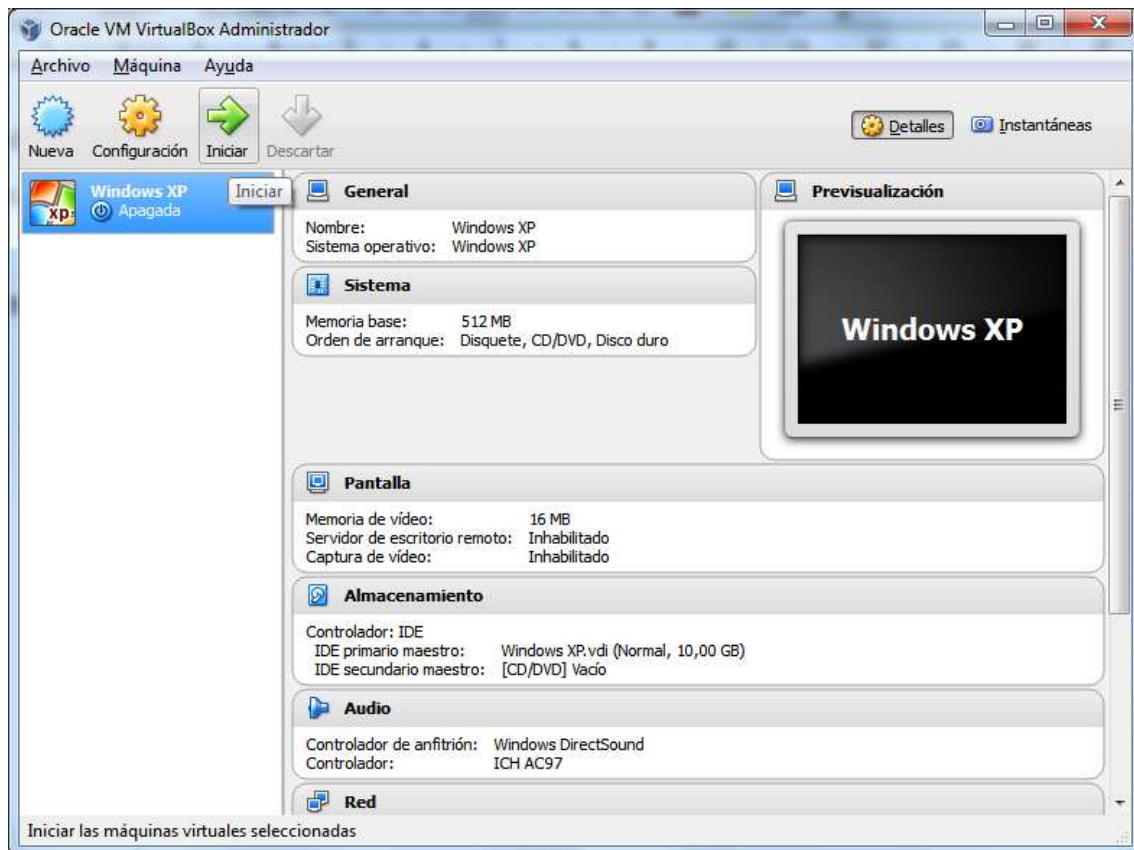 Oracle VM VirtualBox Administrador
Archivo Máquina Ayuda
Nueva Configuración Iniciar Descartar
Detalles Instantáneas
Windows XP
Apagada
xp
Iniciar
General
Nombre: Windows XP
Sistema operativo: Windows XP
Previsualización
Windows XP
Sistema
Memoria base: 512 MB
Orden de arranque: Disquete, CD/DVD, Disco duro
Pantalla
Memoria de vídeo: 16 MB
Servidor de escritorio remoto: Inhabilitado
Captura de vídeo: Inhabilitado
Almacenamiento
Controlador: IDE
IDE primario maestro: Windows XP.vdi (Normal, 10,00 GB)
IDE secundario maestro: [CD/DVD] Vacío
Audio
Controlador de anfitrión: Windows DirectSound
Controlador: ICH AC97
Red
Iniciar las máquinas virtuales seleccionadas